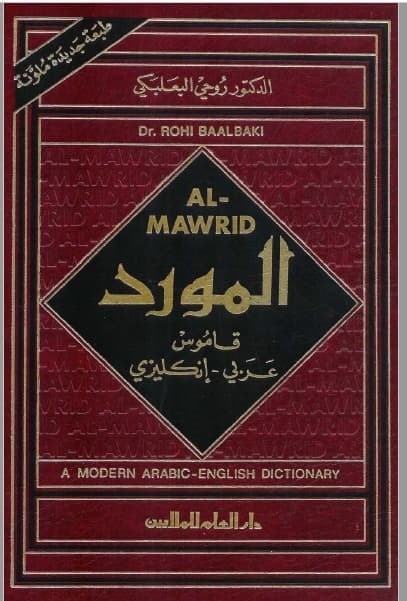 طبعة جديدة ملونة
الدكتور روحي البعلبكي
Dr. ROHI BAALBAKI
AL-
MAWRID
المورد
قاموس
عربي - إنكليزي
A MODERN ARABIC-ENGLISH DICTIONARY
دار العلم للملايين